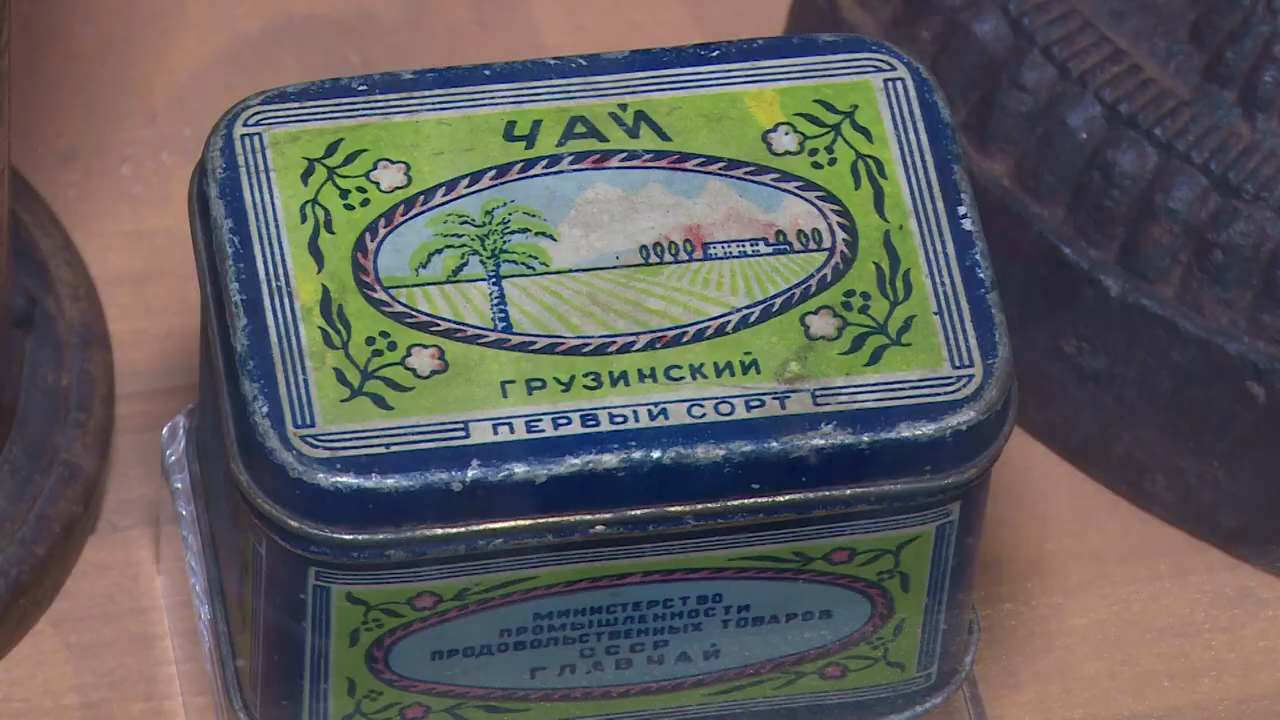 ЧАЙ
ГРУЗИНСКИЙ
ПЕРВЫЙ СОРТ
МИНИСТЕРСТВО
ПРОМЫШЛЕННОСТИ
ПРОДОВОЛЬСТВЕННЫХ ТОВАРОВ
СССР
ГЛАВЧАЙ